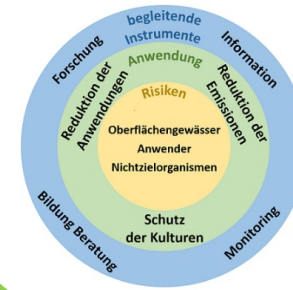 begleitende
Instrumente
Forschung
Information
Anwendung
Reduktion der
Anwendungen
Reduktion der
Emissionen
Risiken
Oberflächengewässer
Anwender
Nichtzielorganismen
Schutz
der Kulturen
Bildung Beratung
Monitoring